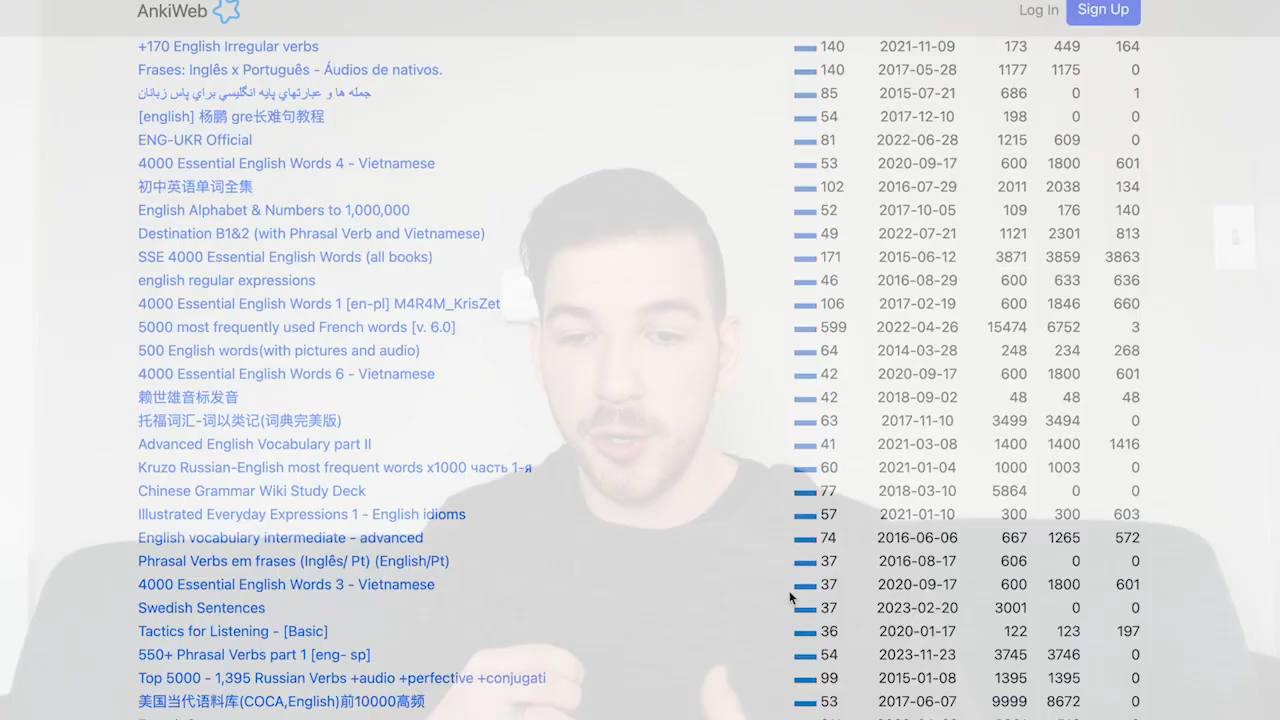 AnkiWeb Log In Sign Up
+170 English Irregular verbs 140 2021-11-09 173 449 164
Frases: Inglês x Português - Áudios de nativos. 140 2017-05-28 1177 1175 0
جمله ها و عبارتهاي پايه انگليسي براي پاس زبانان 85 2015-07-21 686 0 1
[english] 杨鹏 gre长难句教程 54 2017-12-10 198 0 0
ENG-UKR Official 81 2022-06-28 1215 609 0
4000 Essential English Words 4 - Vietnamese 53 2020-09-17 600 1800 601
初中英语单词全集 102 2016-07-29 2011 2038 134
English Alphabet & Numbers to 1,000,000 52 2017-10-05 109 176 140
Destination B1&2 (with Phrasal Verb and Vietnamese) 49 2022-07-21 1121 2301 813
SSE 4000 Essential English Words (all books) 171 2015-06-12 3871 3859 3863
english regular expressions 46 2016-08-29 600 633 636
4000 Essential English Words 1 [en-pl] M4R4M_KrisZet 106 2017-02-19 600 1846 660
5000 most frequently used French words [v. 6.0] 599 2022-04-26 15474 6752 3
500 English words(with pictures and audio) 64 2014-03-28 248 234 268
4000 Essential English Words 6 - Vietnamese 42 2020-09-17 600 1800 601
赖世雄音标发音 42 2018-09-02 48 48 48
托福词汇-词以类记(词典完美版) 63 2017-11-10 3499 3494 0
Advanced English Vocabulary part II 41 2021-03-08 1400 1400 1416
Kruzo Russian-English most frequent words x1000 часть 1-я 60 2021-01-04 1000 1003 0
Chinese Grammar Wiki Study Deck 77 2018-03-10 5864 0 0
Illustrated Everyday Expressions 1 - English idioms 57 2021-01-10 300 300 603
English vocabulary intermediate - advanced 74 2016-06-06 667 1265 572
Phrasal Verbs em frases (Inglês/ Pt) (English/Pt) 37 2016-08-17 606 0 0
4000 Essential English Words 3 - Vietnamese 37 2020-09-17 600 1800 601
Swedish Sentences 37 2023-02-20 3001 0 0
Tactics for Listening - [Basic] 36 2020-01-17 122 123 197
550+ Phrasal Verbs part 1 [eng- sp] 54 2023-11-23 3745 3746 0
Top 5000 - 1,395 Russian Verbs +audio +perfective +conjugati 99 2015-01-08 1395 1395 0
美国当代语料库(COCA,English)前10000高频 53 2017-06-07 9999 8672 0